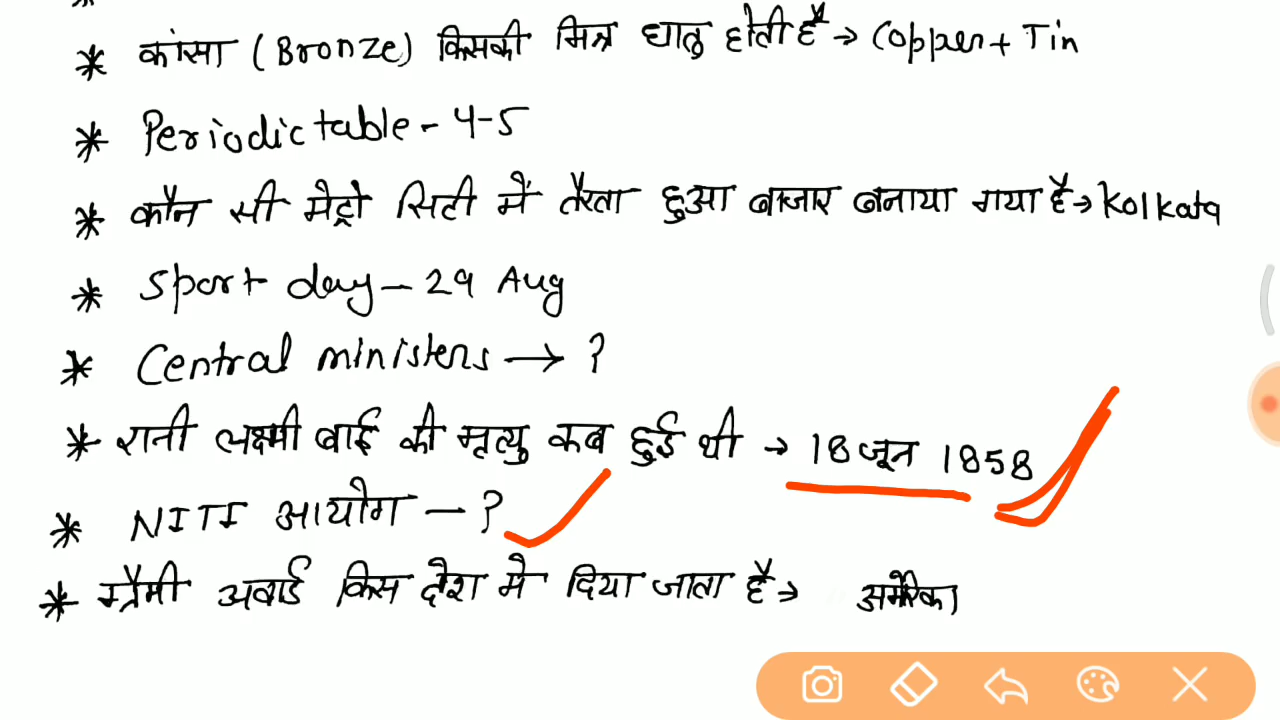 * कांसा (Bronze) किसकी मिश्र धातु होती है → Copper + Tin
* Periodic table - 4-5
* कौन सी मेट्रो सिटी में तैरता हुआ बाजार बनाया गया है → Kolkata
* Sport day - 29 Aug
* Central ministers → ?
* रानी लक्ष्मी बाई की मृत्यु कब हुई थी → 18 जून 1858
* NITI आयोग - ?
* ग्रैमी अवार्ड किस देश में दिया जाता है → अमेरिका